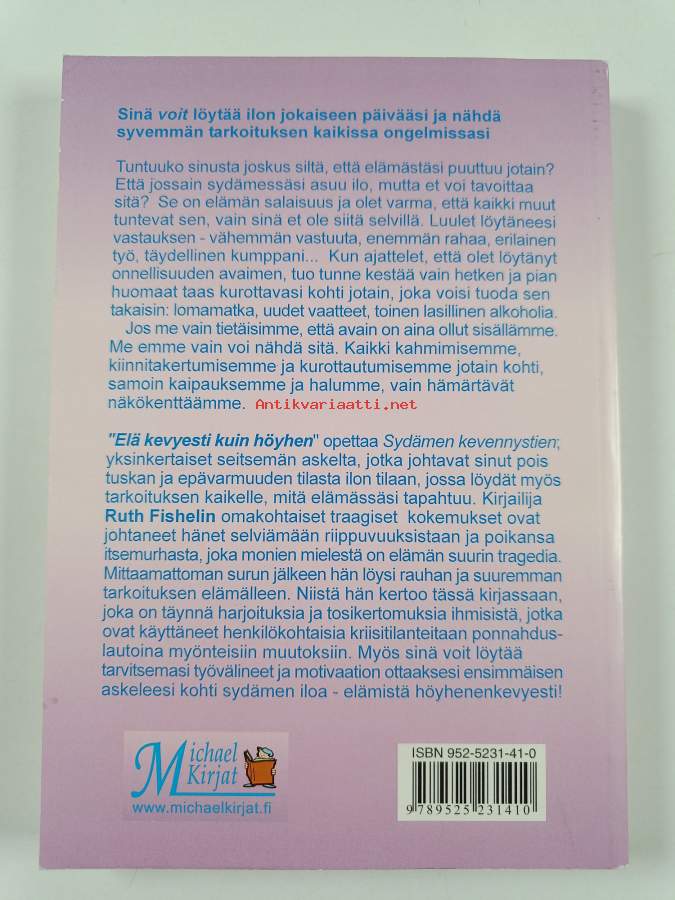 Sinä voit löytää ilon jokaiseen päivääsi ja nähdä
syvemmän tarkoituksen kaikissa ongelmissasi
Tuntuuko sinusta joskus siltä, että elämästäsi puuttuu jotain?
Että jossain sydämessäsi asuu ilo, mutta et voi tavoittaa
sitä? Se on elämän salaisuus ja olet varma, että kaikki muut
tuntevat sen, vain sinä et ole siitä selvillä. Luulet löytäneesi
vastauksen - vähemmän vastuuta, enemmän rahaa, erilainen
työ, täydellinen kumppani... Kun ajattelet, että olet löytänyt
onnellisuuden avaimen, tuo tunne kestää vain hetken ja pian
huomaat taas kurottavasi kohti jotain, joka voisi tuoda sen
takaisin: lomamatka, uudet vaatteet, toinen lasillinen alkoholia.
Jos me vain tietäisimme, että avain on aina ollut sisällämme.
Me emme vain voi nähdä sitä. Kaikki kahmimisemme,
kiinnitakertumisemme ja kurottautumisemme jotain kohti,
samoin kaipauksemme ja halumme, vain hämärtävät
näkökenttäämme. Antikvariaatti.net
"Elä kevyesti kuin höyhen" opettaa Sydämen kevennystien;
yksinkertaiset seitsemän askelta, jotka johtavat sinut pois
tuskan ja epävarmuuden tilasta ilon tilaan, jossa löydät myös
tarkoituksen kaikelle, mitä elämässäsi tapahtuu. Kirjailija
Ruth Fishelin omakohtaiset traagiset kokemukset ovat
johtaneet hänet selviämään riippuvuuksistaan ja poikansa
itsemurhasta, joka monien mielestä on elämän suurin tragedia.
Mittaamattoman surun jälkeen hän löysi rauhan ja suuremman
tarkoituksen elämälleen. Niistä hän kertoo tässä kirjassaan,
joka on täynnä harjoituksia ja tosikertomuksia ihmisistä, jotka
ovat käyttäneet henkilökohtaisia kriisitilanteitaan ponnahdus-
lautoina myönteisiin muutoksiin. Myös sinä voit löytää
tarvitsemasi työvälineet ja motivaation ottaaksesi ensimmäisen
askeleesi kohti sydämen iloa - elämistä höyhenenkevyesti!
Michael
Kirjat
www.michaelkirjat.fi
ISBN 952-5231-41-0
9 789525 231410